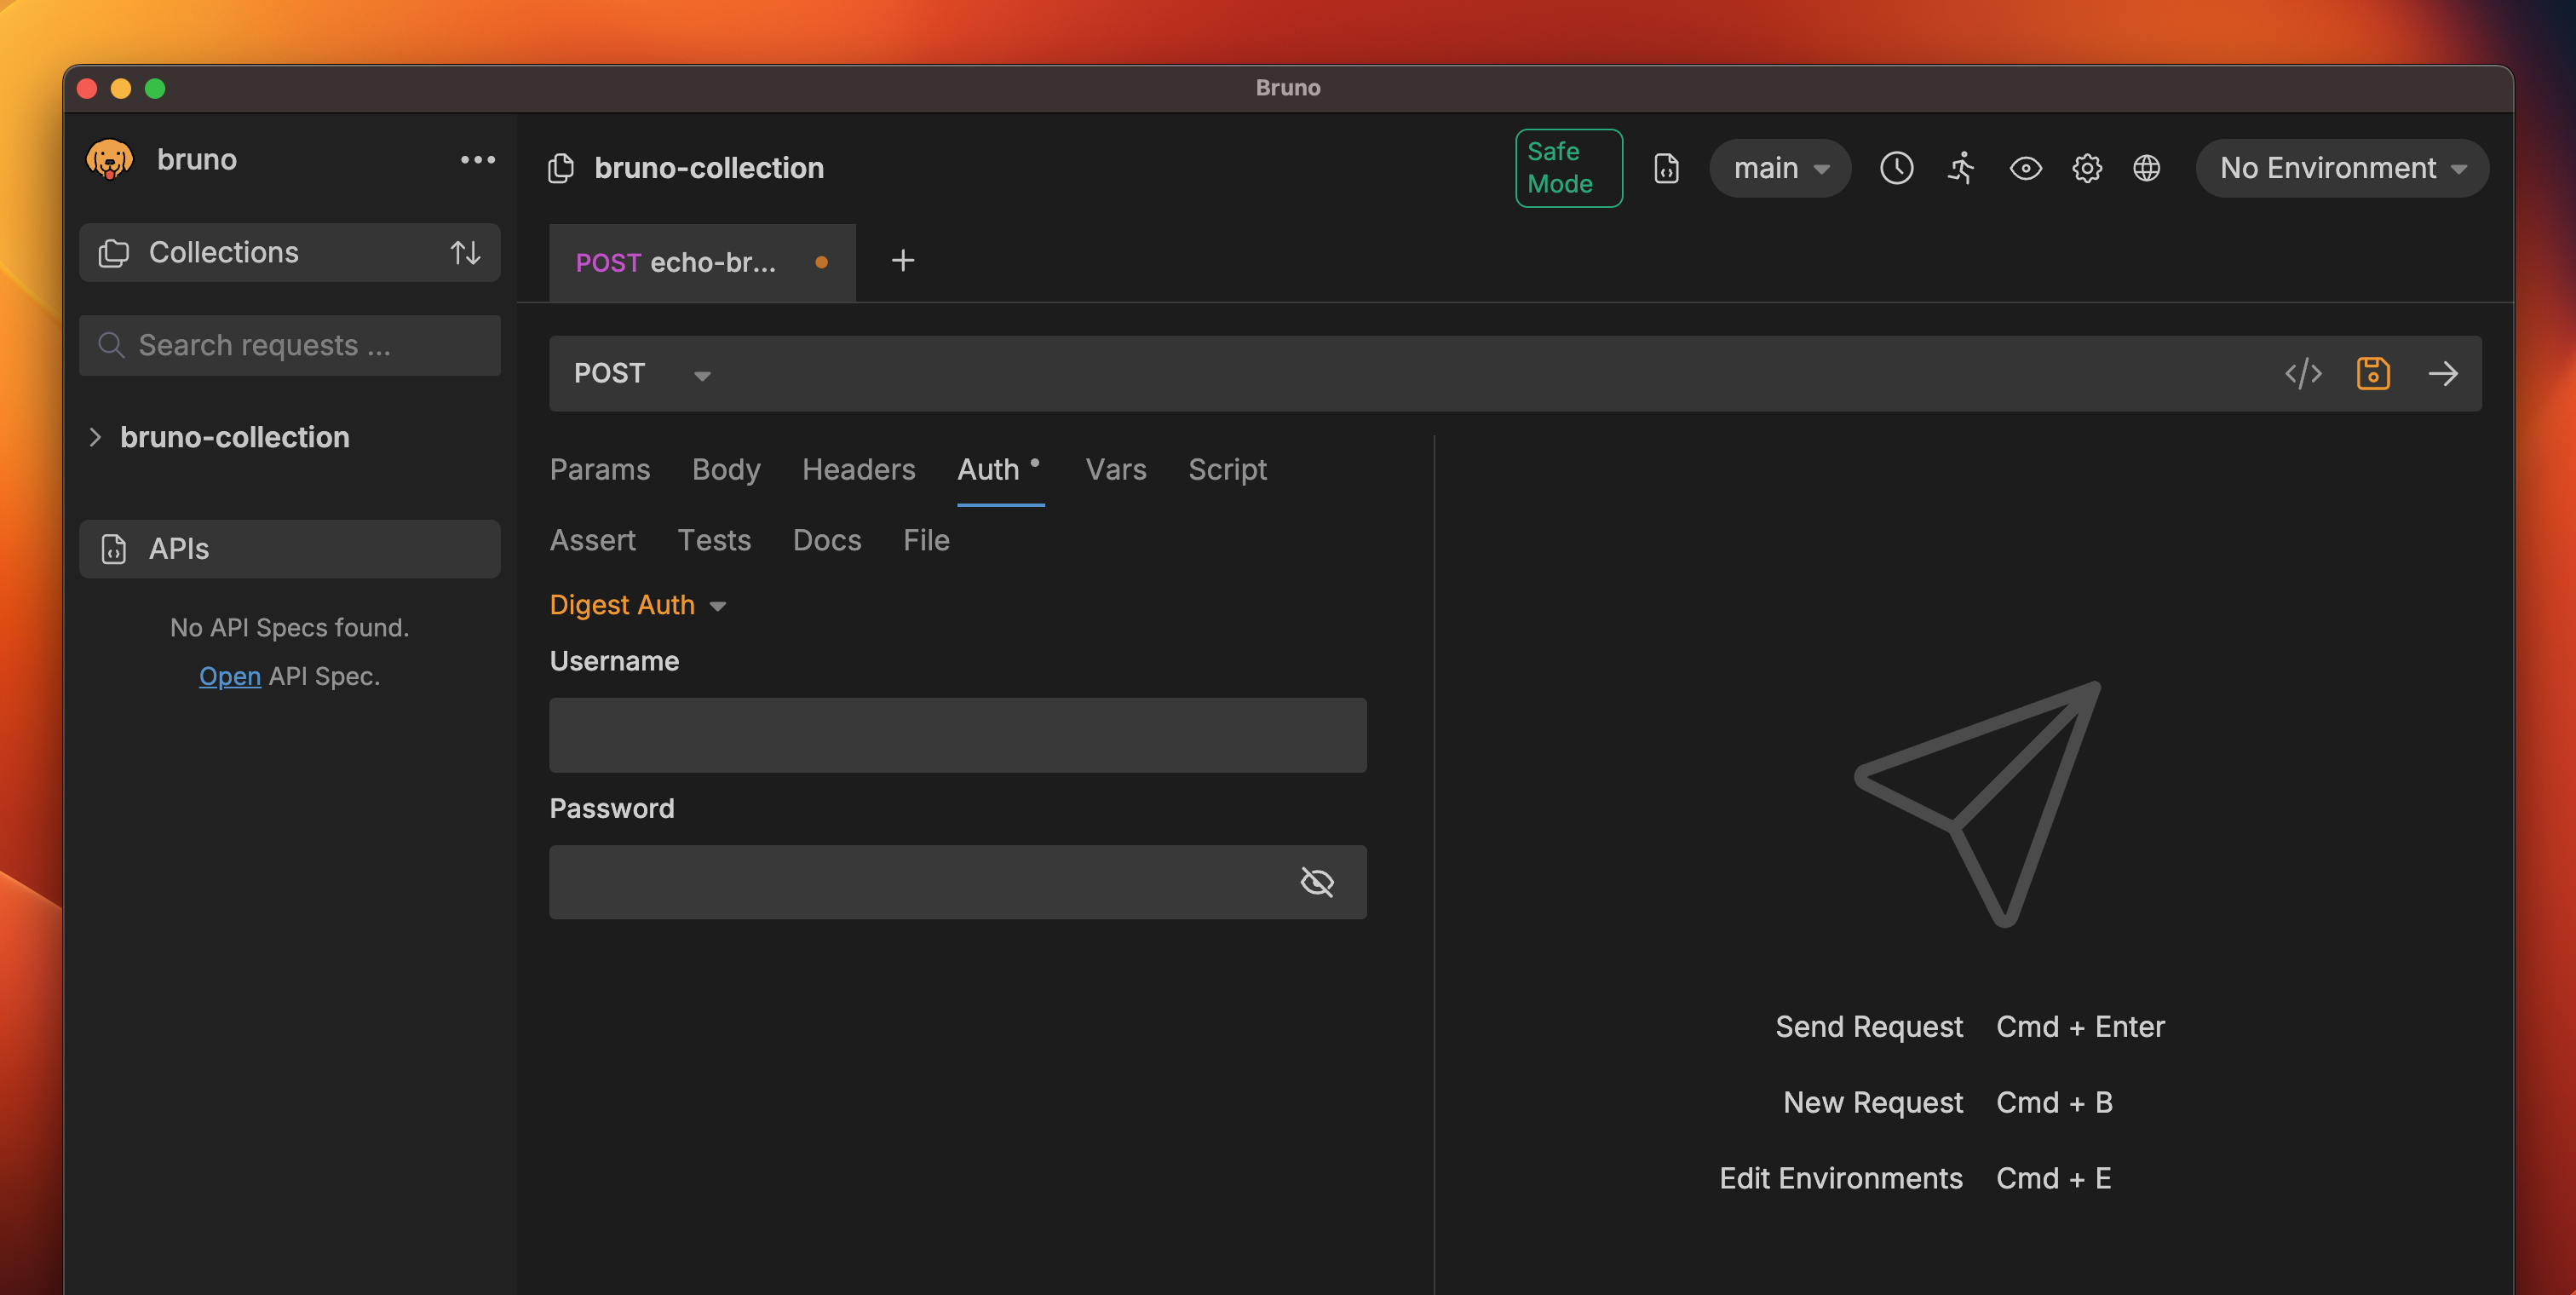 Bruno
bruno
bruno-collection
Safe
Mode
main
No Environment
Collections
POST echo-br...
Search requests ...
POST
bruno-collection
Params Body Headers Auth Vars Script
Assert Tests Docs File
APIs
No API Specs found.
Open API Spec.
Digest Auth
Username
Password
Send Request Cmd + Enter
New Request Cmd + B
Edit Environments Cmd + E